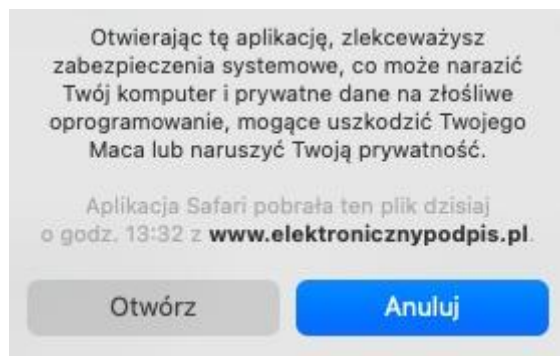 Otwierając tę aplikację, zlekceważysz
zabezpieczenia systemowe, co może narazić
Twój komputer i prywatne dane na złośliwe
oprogramowanie, mogące uszkodzić Twojego
Maca lub naruszyć Twoją prywatność.
Aplikacja Safari pobrała ten plik dzisiaj
o godz. 13:32 z www.elektronicznypodpis.pl.
Otwórz Anuluj